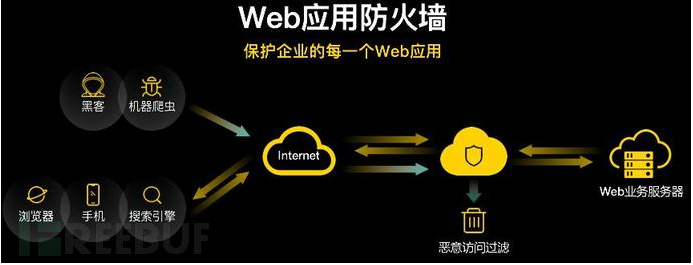 Web应用防火墙
保护企业的每一个Web应用
黑客
机器爬虫
Internet
Web业务服务器
浏览器
手机
搜索引擎
恶意访问过滤
REEBUF